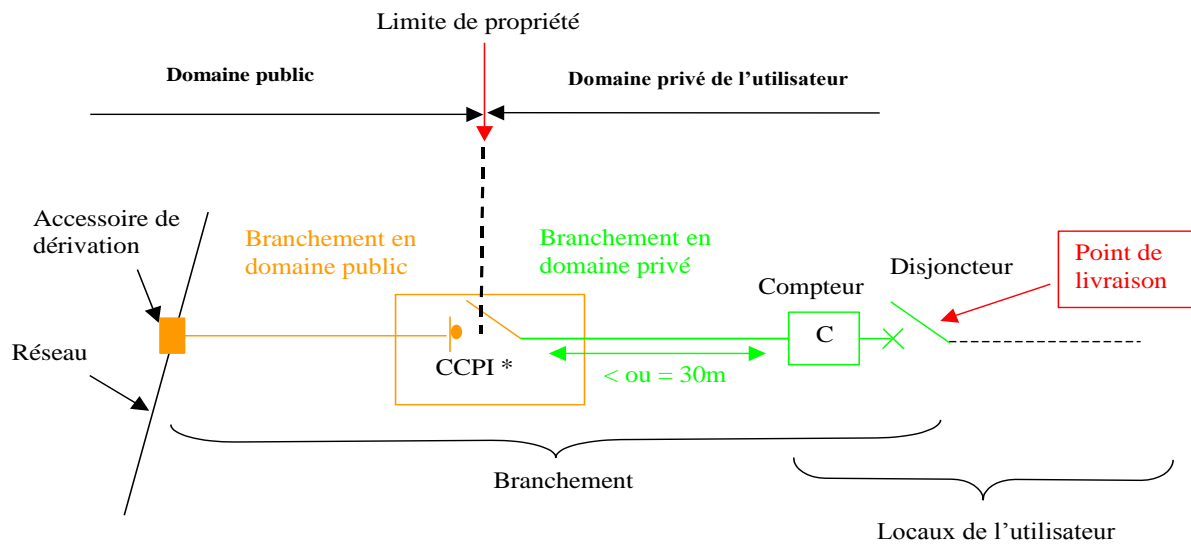 Limite de propriété
Domaine public
Domaine privé de l’utilisateur
Accessoire de
dérivation
Branchement en
domaine public
Branchement en
domaine privé
Disjoncteur
Point de
livraison
Compteur
Réseau
CCPI *
C
< ou = 30m
Branchement
Locaux de l’utilisateur